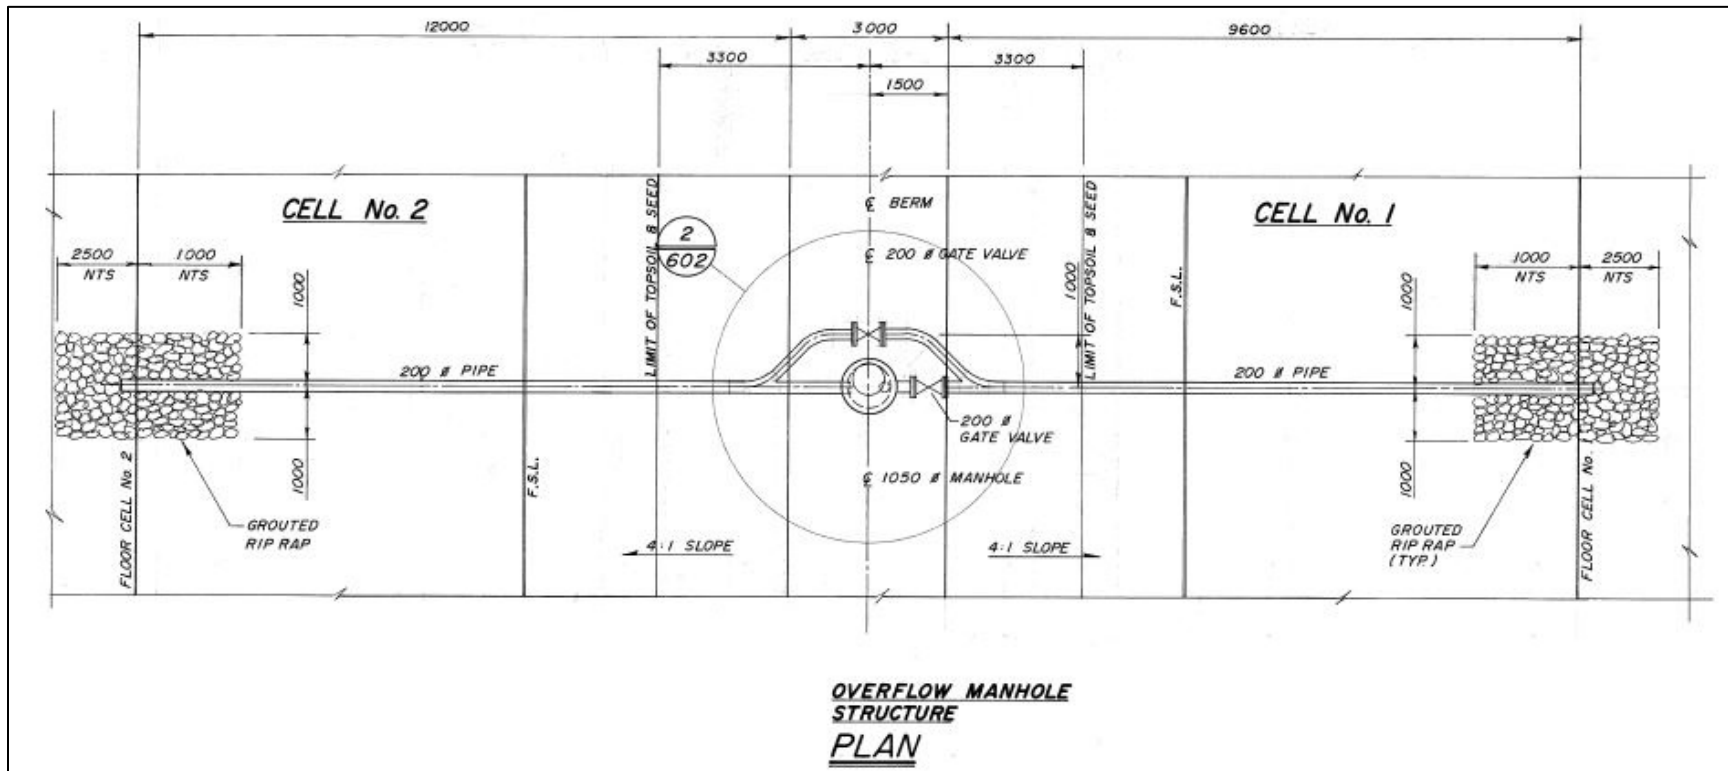 12000
3000
9600
3300
3300
1500
CELL No. 2
CELL No. 1
℄ BERM
2
602
℄ 200 Ø GATE VALVE
LIMIT OF TOPSOIL & SEED
LIMIT OF TOPSOIL & SEED
2500
NTS
1000
NTS
1000
NTS
2500
NTS
1000
1000
1000
F.S.L.
200 Ø PIPE
200 Ø PIPE
200 Ø
GATE VALVE
℄ 1050 Ø MANHOLE
1000
1000
F.S.L.
FLOOR CELL No. 2
FLOOR CELL No. 1
GROUTED
RIP RAP
GROUTED
RIP RAP
(TYP.)
4:1 SLOPE
4:1 SLOPE
OVERFLOW MANHOLE
STRUCTURE
PLAN